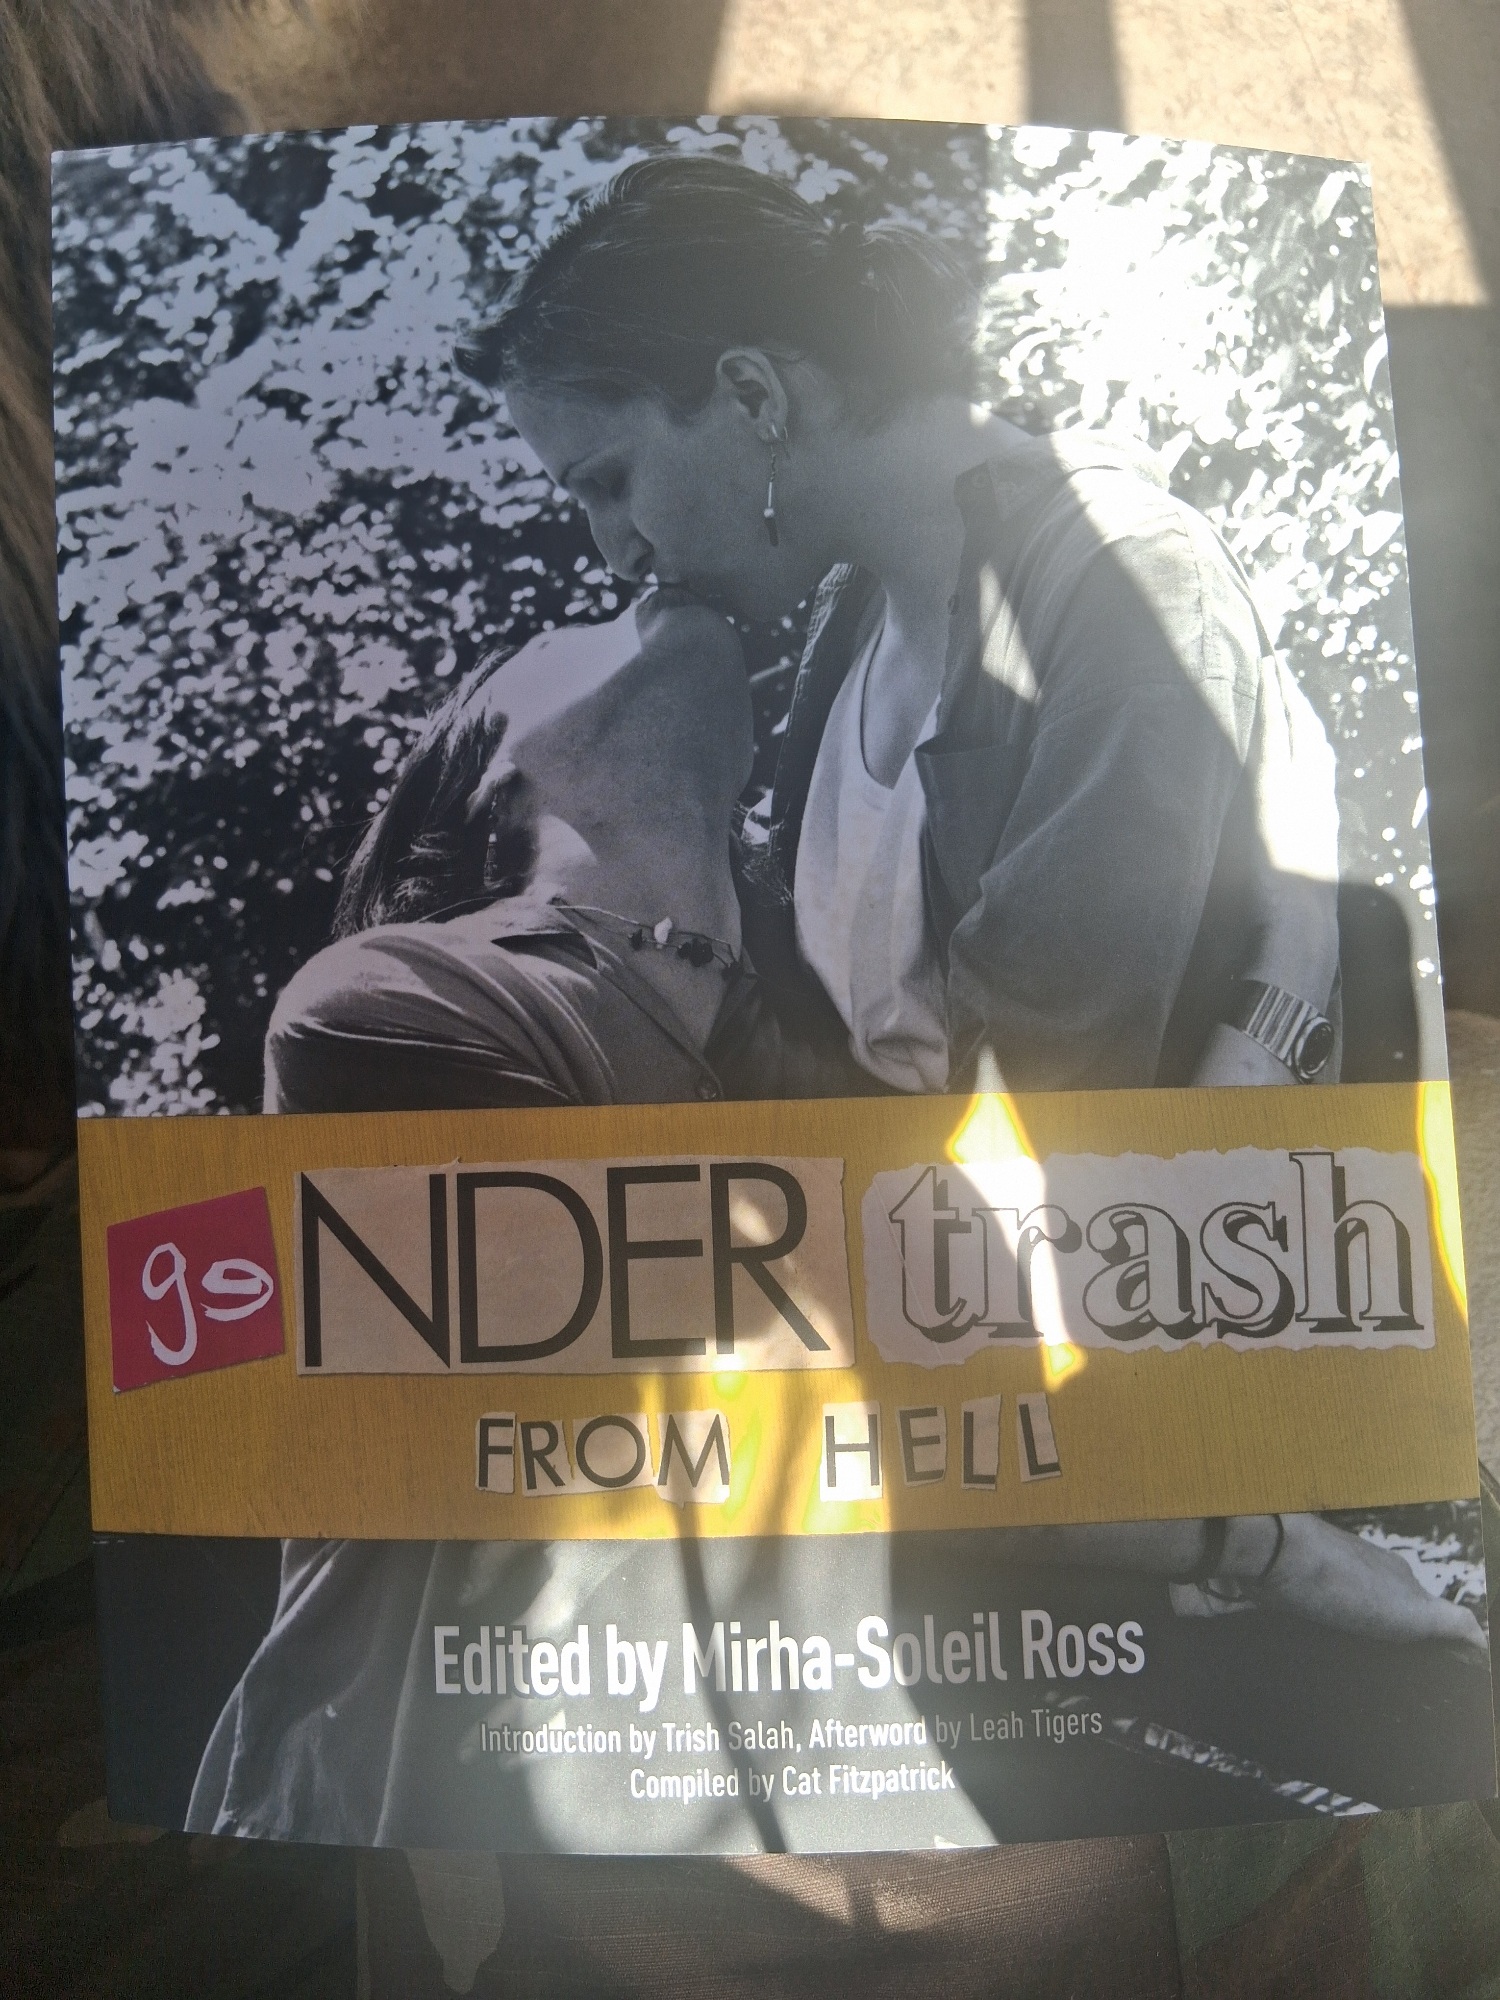 geNDER trash
FROM HELL
Edited by Mirha-Soleil Ross
Introduction by Trish Salah, Afterword by Leah Tigers
Compiled by Cat Fitzpatrick